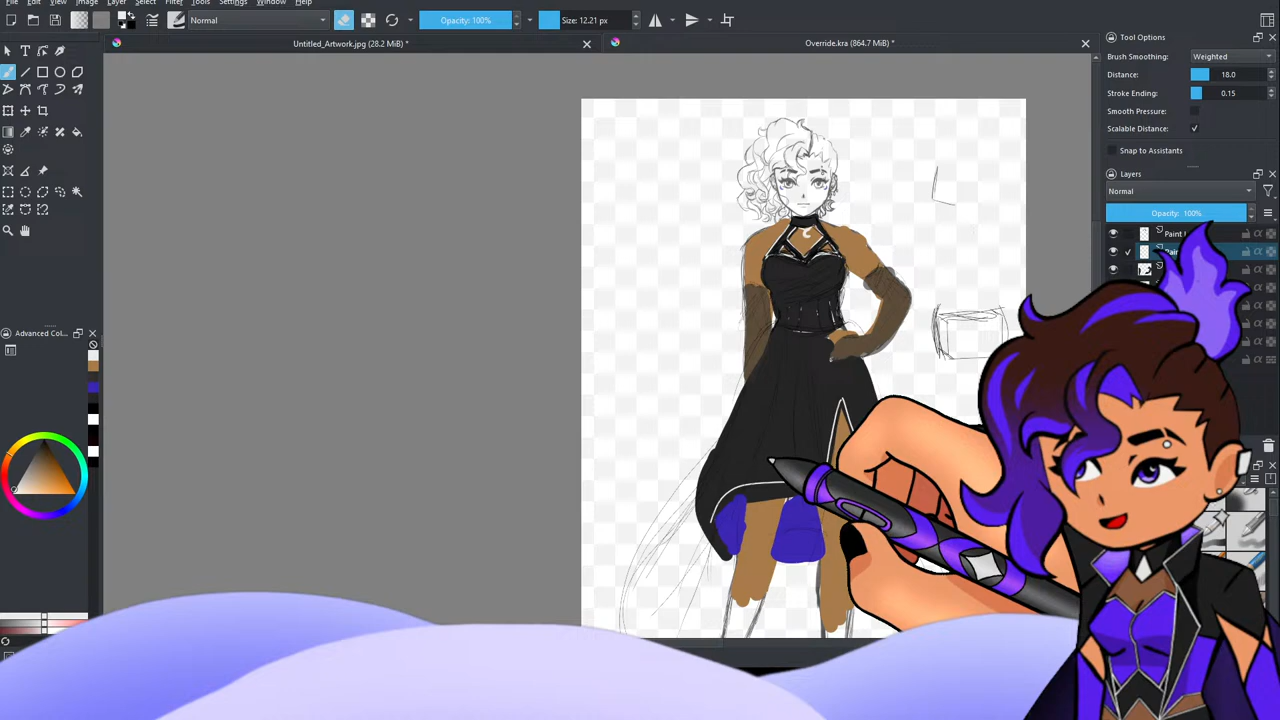 File Edit View Image Layer Select Filter Tools Settings Window Help
Normal
Opacity: 100%
Size: 12.21 px
Untitled_Artwork.jpg (28.2 MiB) *
Override.kra (864.7 MiB) *
Tool Options
Brush Smoothing: Weighted
Distance: 18.0
Stroke Ending: 0.15
Smooth Pressure:
Scalable Distance:
Snap to Assistants
Layers
Normal
Opacity: 100%
Paint
Advanced Col...